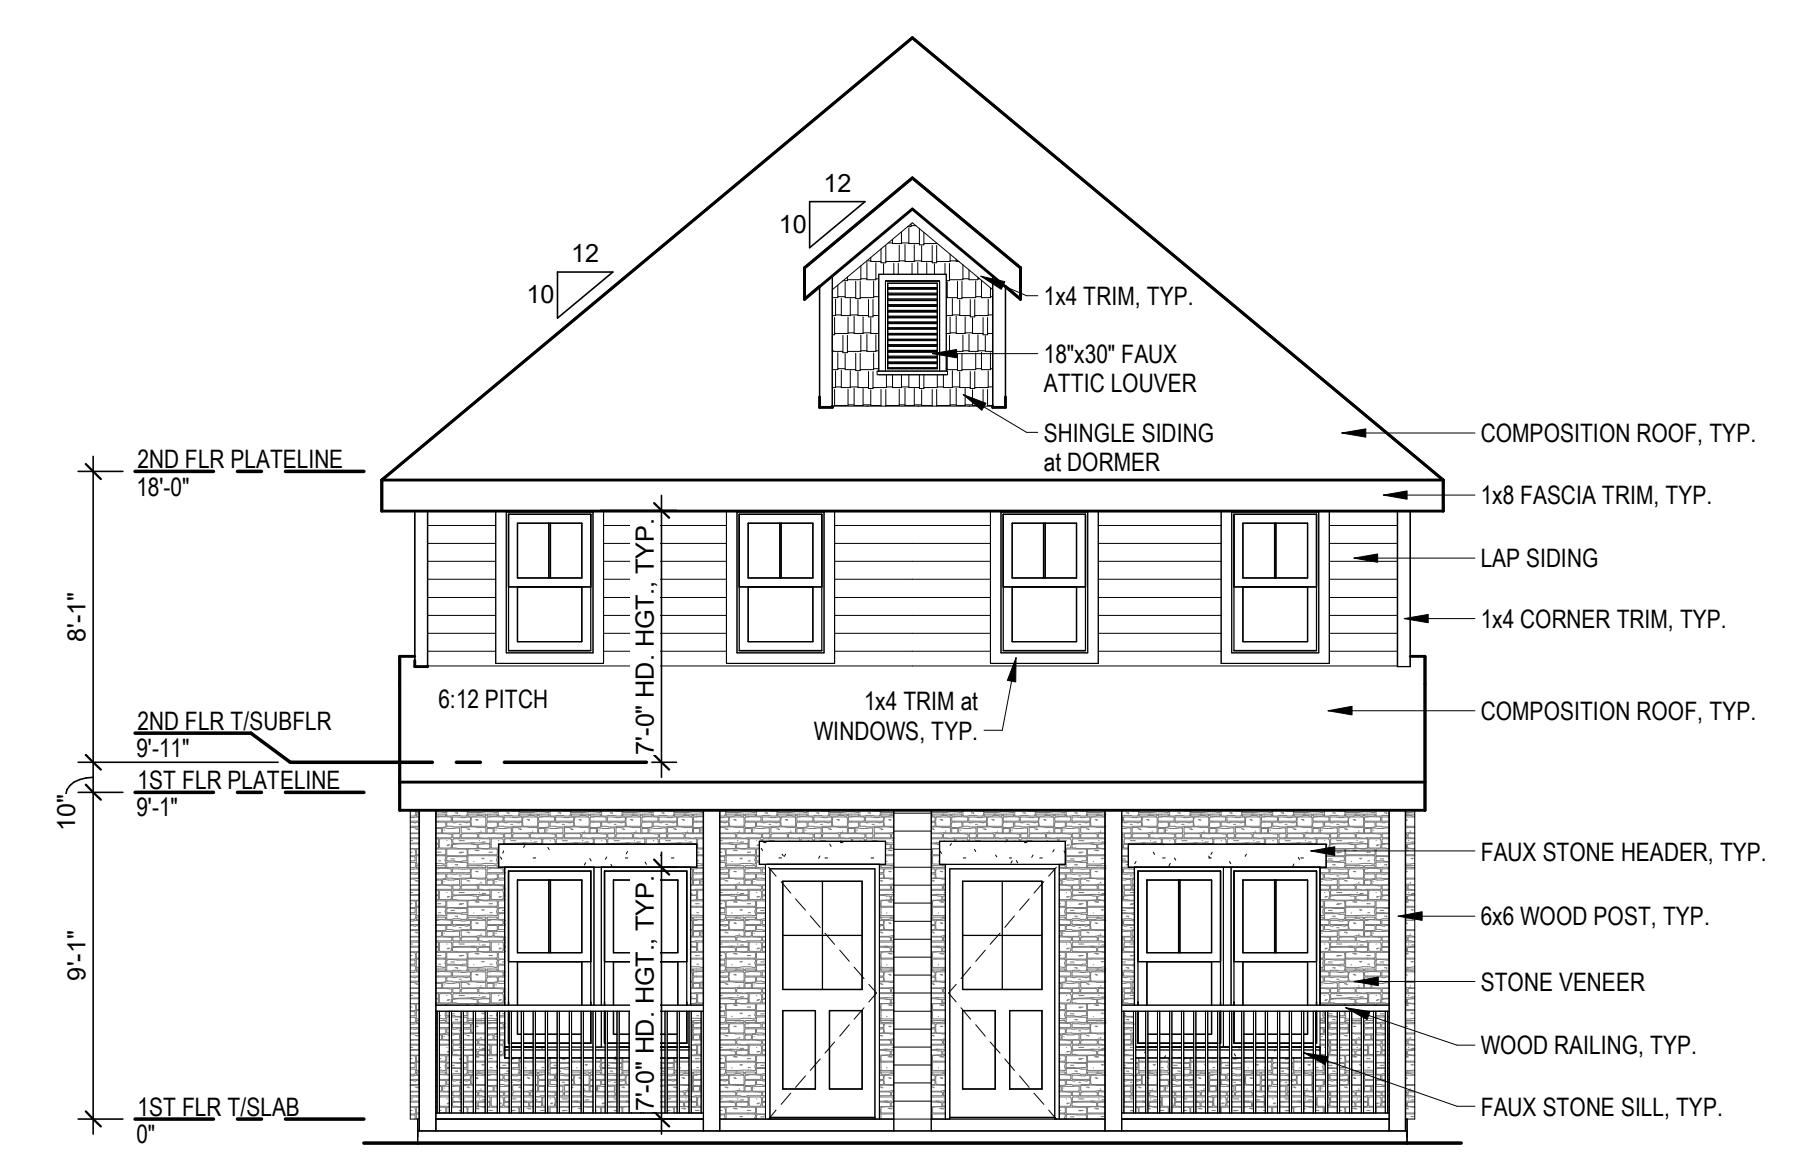 12
10
12
10
1x4 TRIM, TYP.
18"x30" FAUX
ATTIC LOUVER
SHINGLE SIDING
at DORMER
COMPOSITION ROOF, TYP.
2ND FLR PLATELINE
18'-0"
1x8 FASCIA TRIM, TYP.
LAP SIDING
8'-1"
7'-0" HD. HGT., TYP.
1x4 CORNER TRIM, TYP.
6:12 PITCH
1x4 TRIM at
WINDOWS, TYP.
COMPOSITION ROOF, TYP.
2ND FLR T/SUBFLR
9'-11"
10"
1ST FLR PLATELINE
9'-1"
FAUX STONE HEADER, TYP.
6x6 WOOD POST, TYP.
9'-1"
7'-0" HD. HGT., TYP.
STONE VENEER
WOOD RAILING, TYP.
FAUX STONE SILL, TYP.
1ST FLR T/SLAB
0"